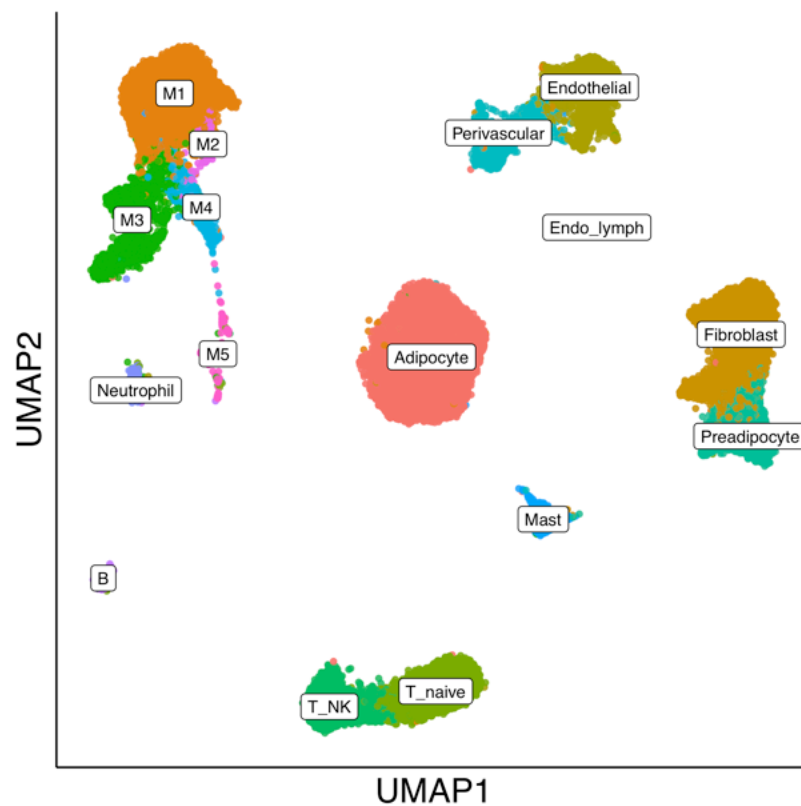 M1
Endothelial
Perivascular
M2
M4
M3
Endo_lymph
Fibroblast
M5
Adipocyte
Neutrophil
Preadipocyte
Mast
B
T_naive
T_NK
UMAP2
UMAP1